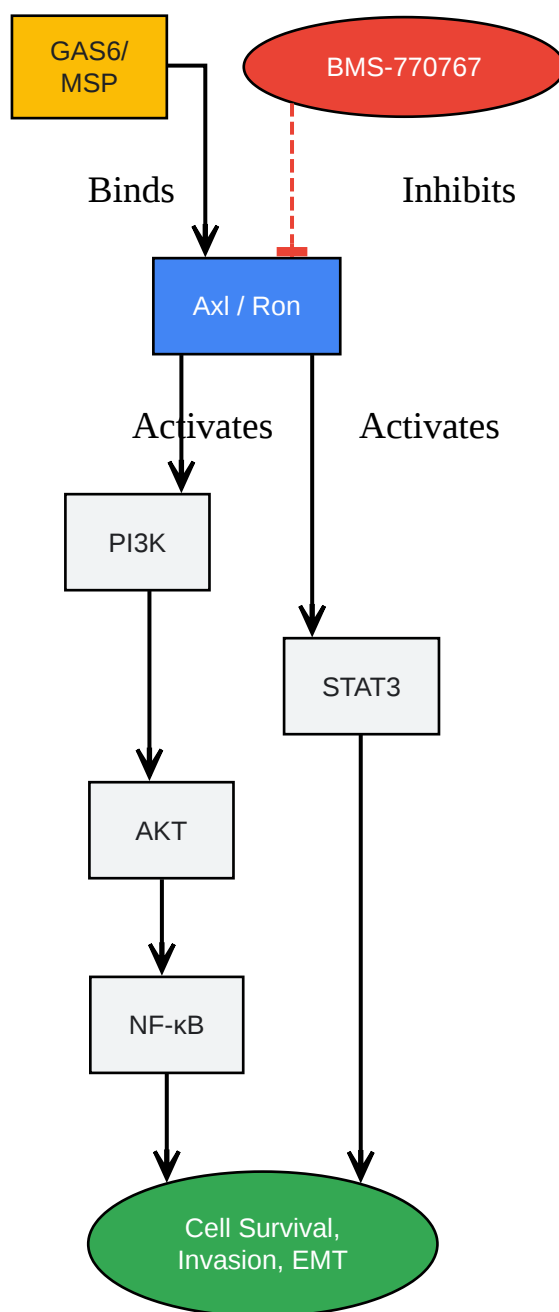 GAS6/
MSP
BMS-770767
Binds
Inhibits
Axl / Ron
Activates
Activates
PI3K
STAT3
AKT
NF-κB
Cell Survival,
Invasion, EMT